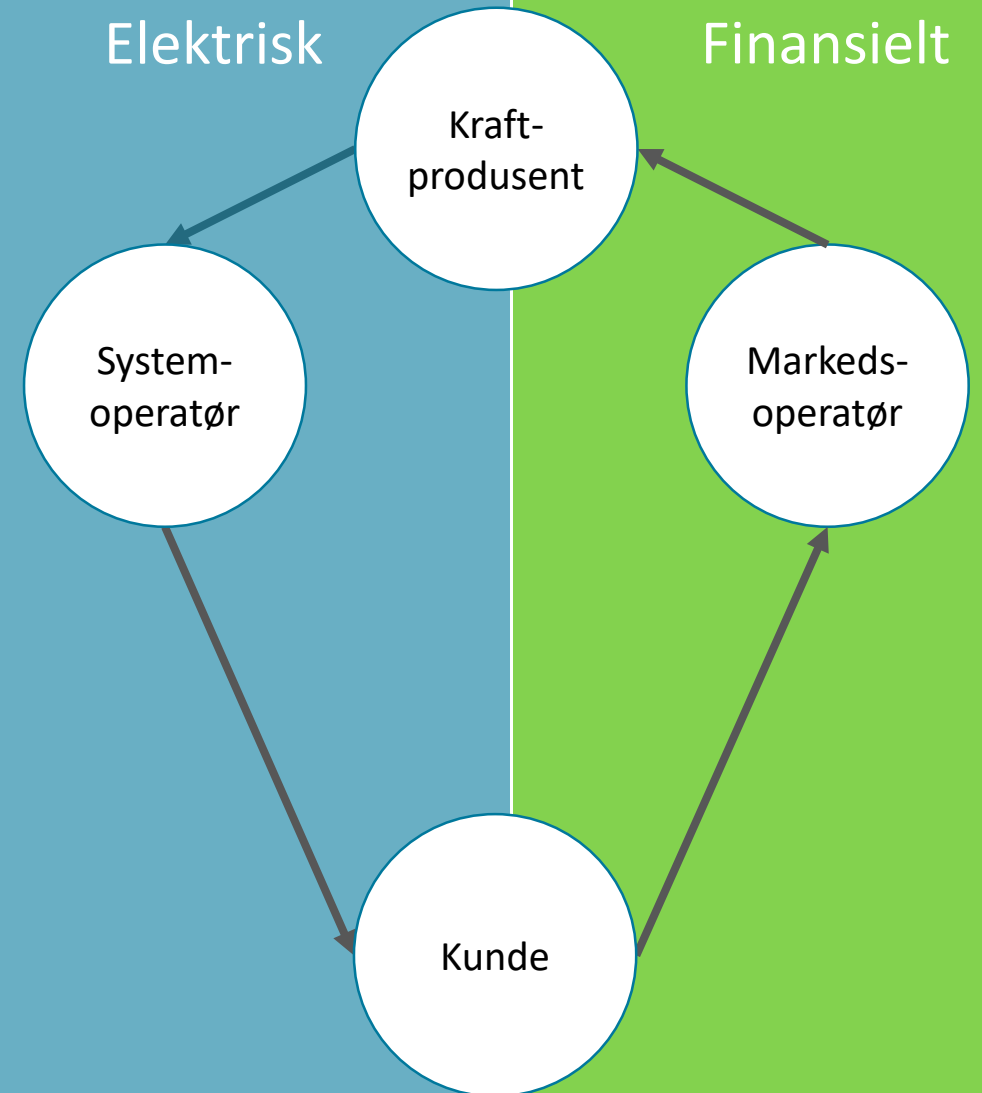 Elektrisk
Finansielt
Kraft-
produsent
System-
operatør
Markeds-
operatør
Kunde